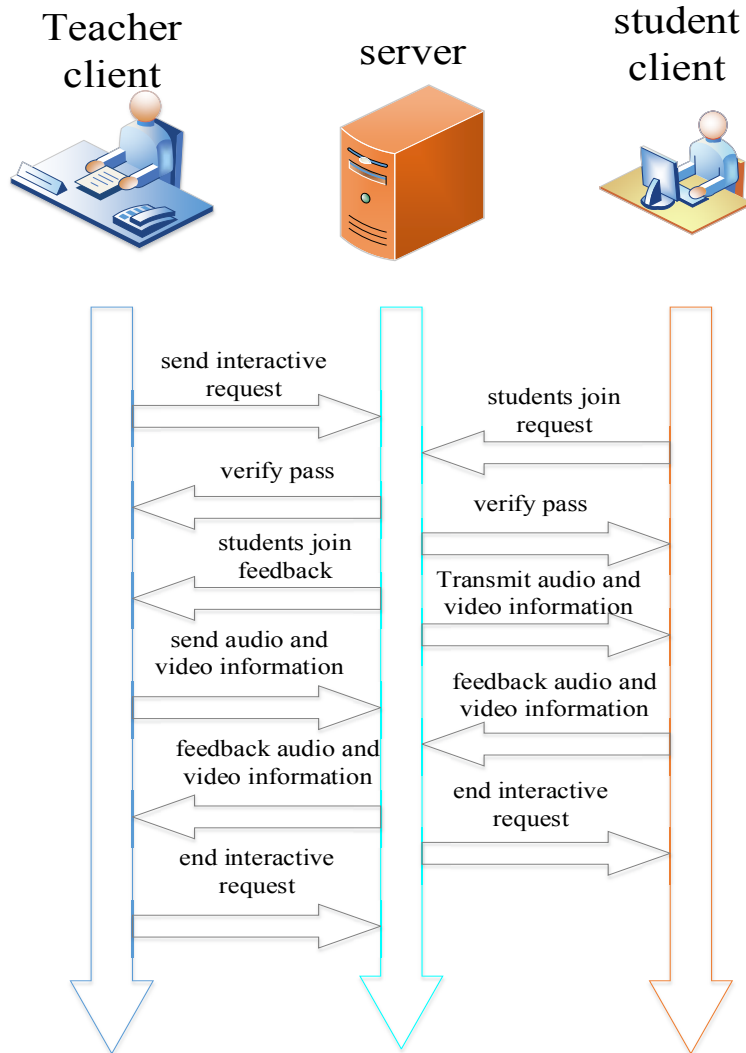 Teacher
client
server
student
client
send interactive
request
students join
request
verify pass
verify pass
students join
feedback
Transmit audio and
video information
send audio and
video information
feedback audio and
video information
feedback audio and
video information
end interactive
request
end interactive
request